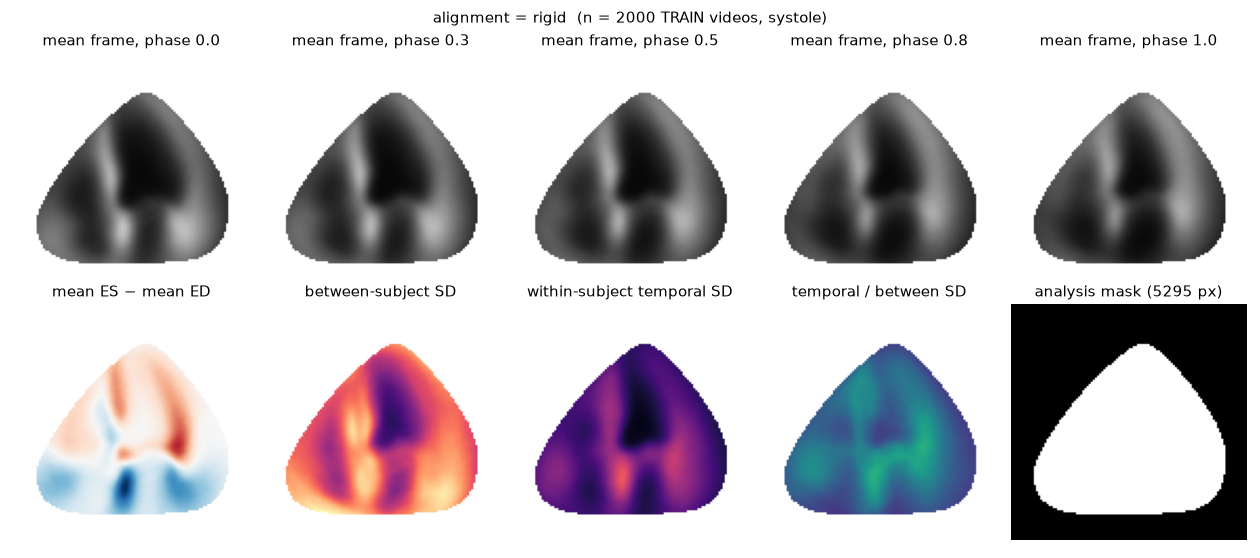 alignment = rigid  (n = 2000 TRAIN videos, systole)
mean frame, phase 0.0
mean frame, phase 0.3
mean frame, phase 0.5
mean frame, phase 0.8
mean frame, phase 1.0
mean ES − mean ED
between-subject SD
within-subject temporal SD
temporal / between SD
analysis mask (5295 px)